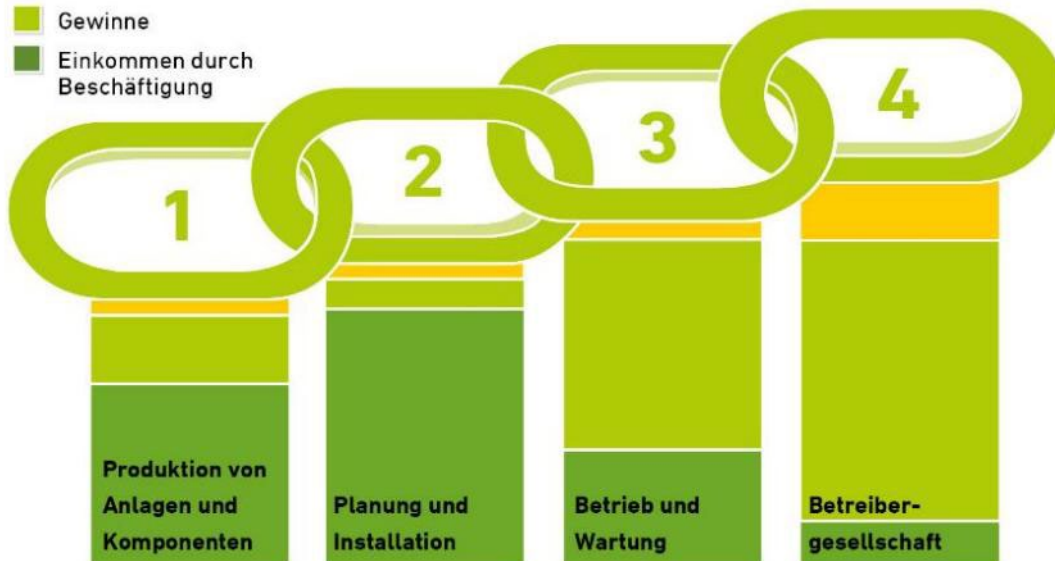 Gewinne
Einkommen durch
Beschäftigung
1
2
3
4
Produktion von
Anlagen und
Komponenten
Planung und
Installation
Betrieb und
Wartung
Betreiber-
gesellschaft